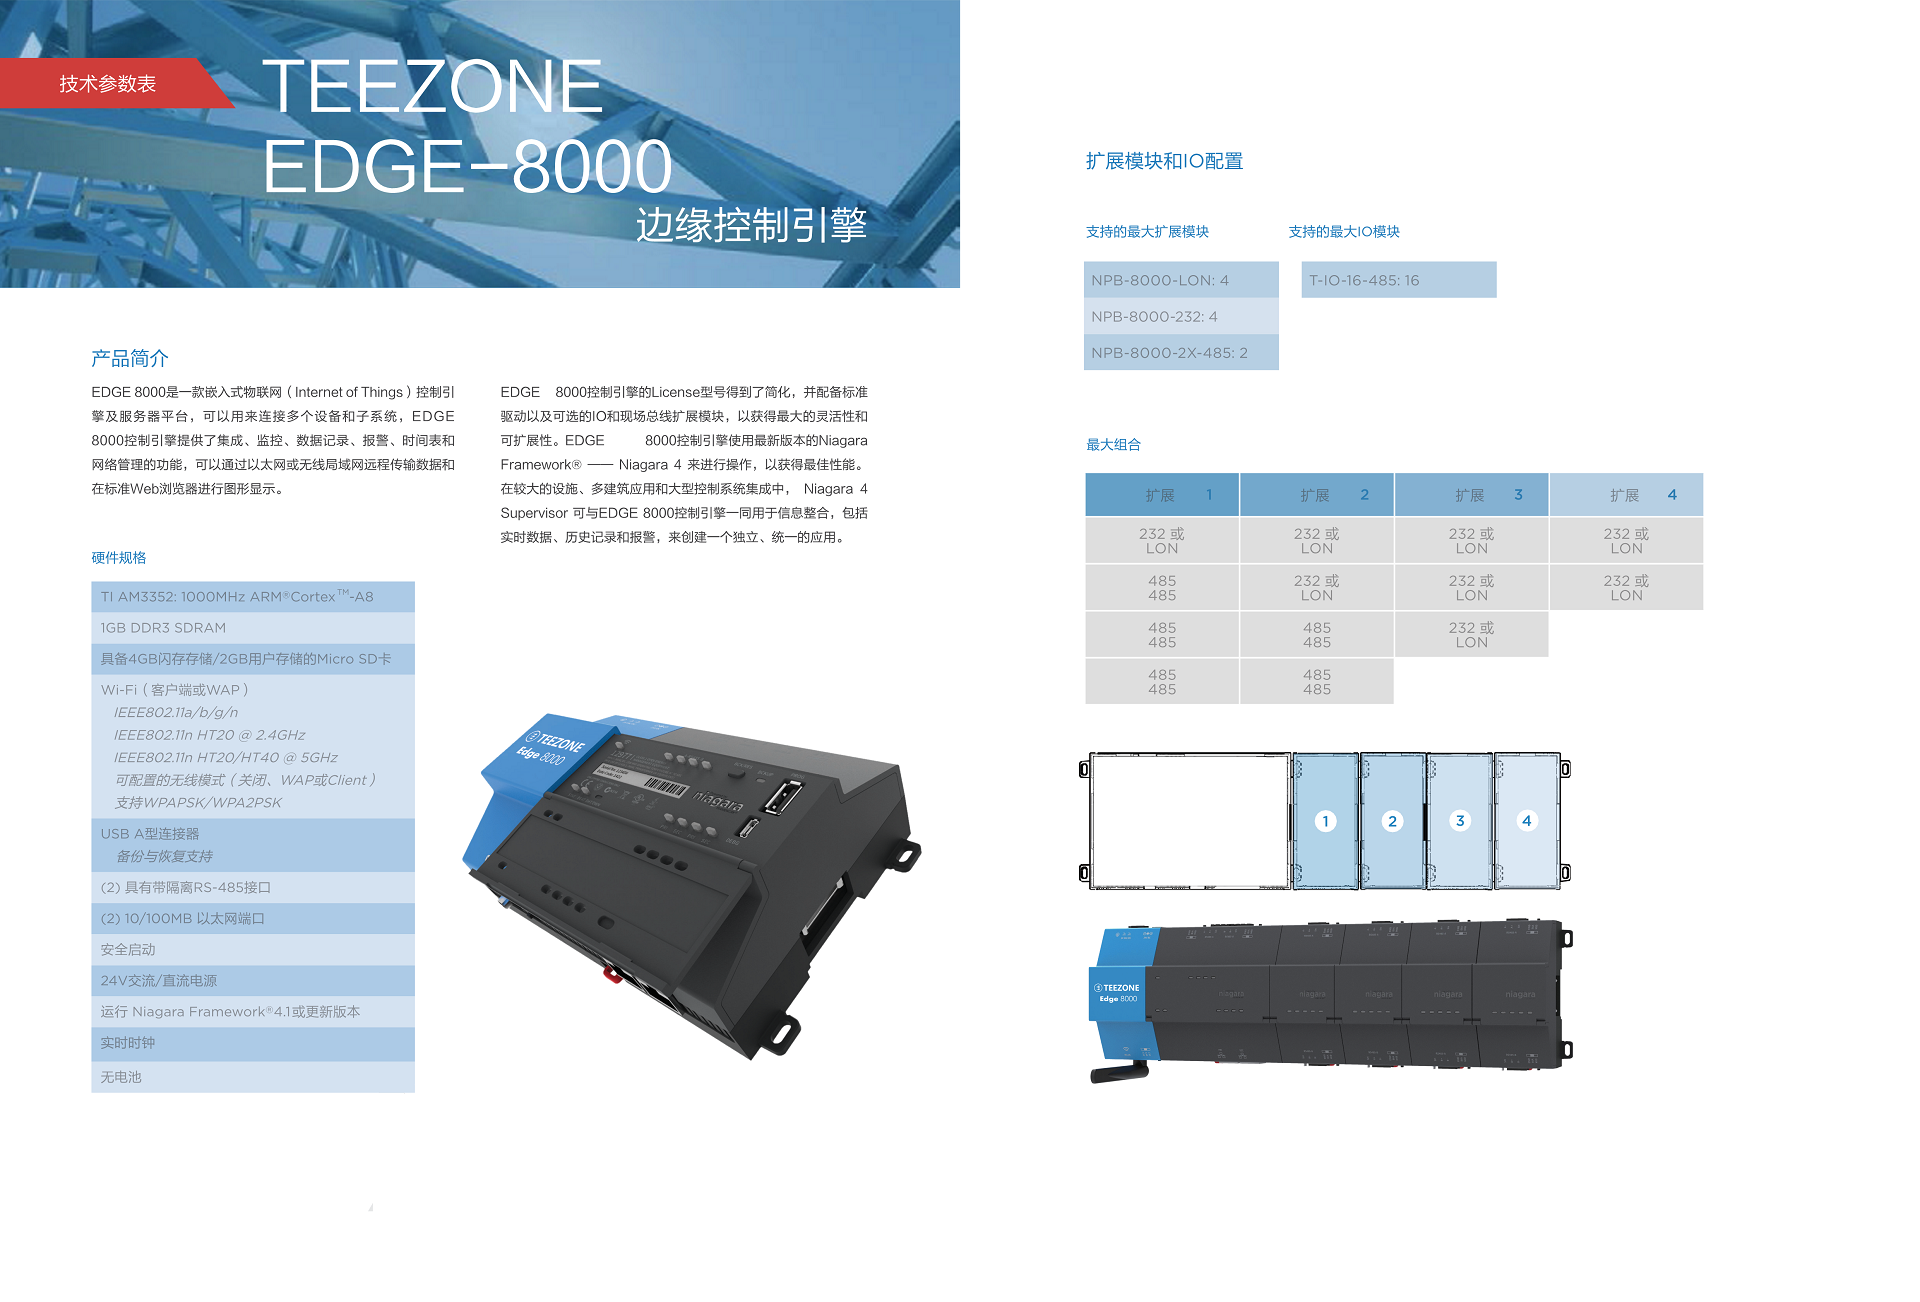 技术参数表
TEEZONE
EDGE-8000
边缘控制引擎
产品简介
EDGE 8000是一款嵌入式物联网（Internet of Things）控制引
擎及服务器平台，可以用来连接多个设备和子系统，EDGE
8000控制引擎提供了集成、监控、数据记录、报警、时间表和
网络管理的功能，可以通过以太网或无线局域网远程传输数据和
在标准Web浏览器进行图形显示。
EDGE 8000控制引擎的License型号得到了简化，并配备标准
驱动以及可选的IO和现场总线扩展模块，以获得最大的灵活性和
可扩展性。EDGE 8000控制引擎使用最新版本的Niagara
Framework® —— Niagara 4 来进行操作，以获得最佳性能。
在较大的设施、多建筑应用和大型控制系统集成中， Niagara 4
Supervisor 可与EDGE 8000控制引擎一同用于信息整合，包括
实时数据、历史记录和报警，来创建一个独立、统一的应用。
硬件规格
TI AM3352: 1000MHz ARM®Cortex™-A8
1GB DDR3 SDRAM
具备4GB闪存存储/2GB用户存储的Micro SD卡
Wi-Fi（客户端或WAP）
IEEE802.11a/b/g/n
IEEE802.11n HT20 @ 2.4GHz
IEEE802.11n HT20/HT40 @ 5GHz
可配置的无线模式（关闭、WAP或Client）
支持WPAPSK/WPA2PSK
USB A型连接器
备份与恢复支持
(2) 具有带隔离RS-485接口
(2) 10/100MB 以太网端口
安全启动
24V交流/直流电源
运行 Niagara Framework®4.1或更新版本
实时时钟
无电池
TEEZONE
Edge 8000
niagara
扩展模块和IO配置
支持的最大扩展模块
NPB-8000-LON: 4
NPB-8000-232: 4
NPB-8000-2X-485: 2
支持的最大IO模块
T-IO-16-485: 16
最大组合
扩展 1 扩展 2 扩展 3 扩展 4
232 或 232 或 232 或 232 或
LON LON LON LON
485 232 或 232 或 232 或
485 LON LON LON
485 485 232 或
485 485 LON
485 485
485 485
1 2 3 4
TEEZONE
Edge 8000
niagara niagara niagara niagara niagara